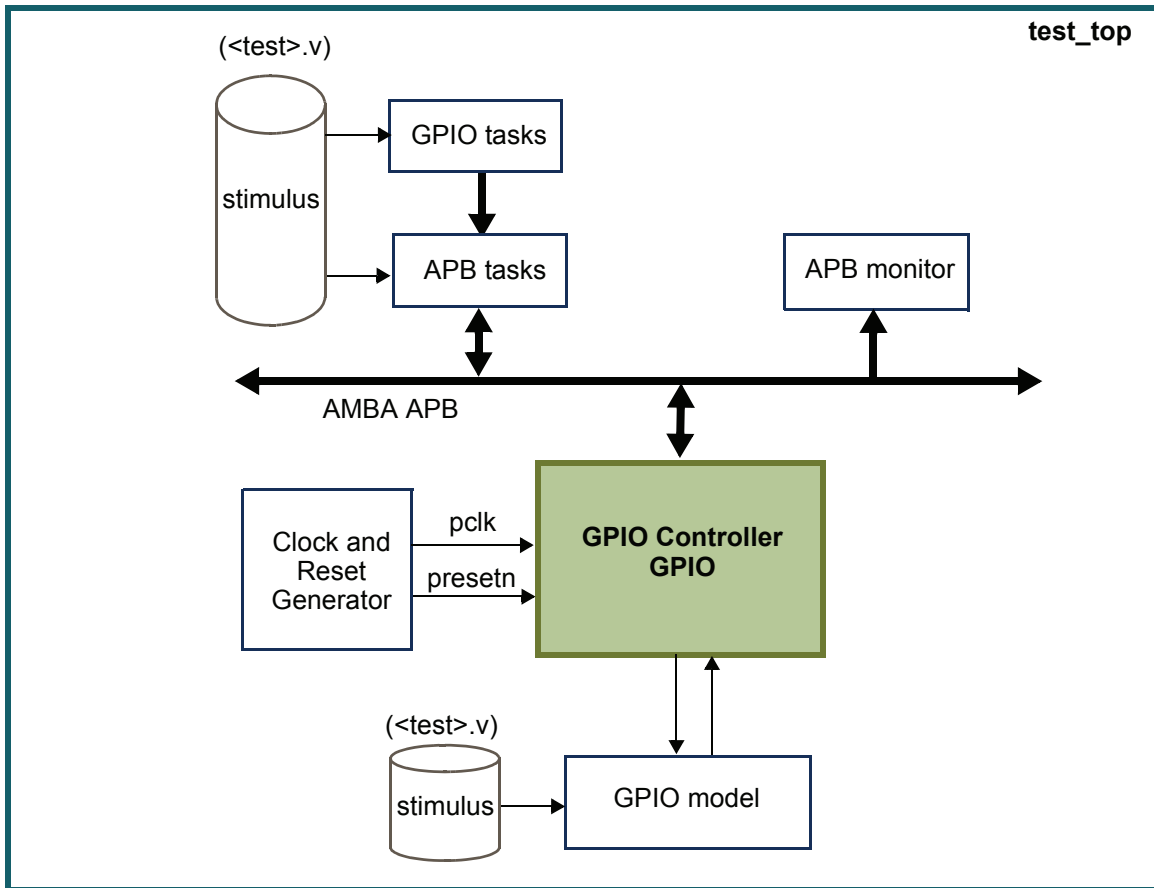 test_top
(<test>.v)
GPIO tasks
stimulus
APB tasks
APB monitor
AMBA APB
Clock and
Reset
Generator
pclk
presetn
GPIO Controller
GPIO
(<test>.v)
stimulus
GPIO model